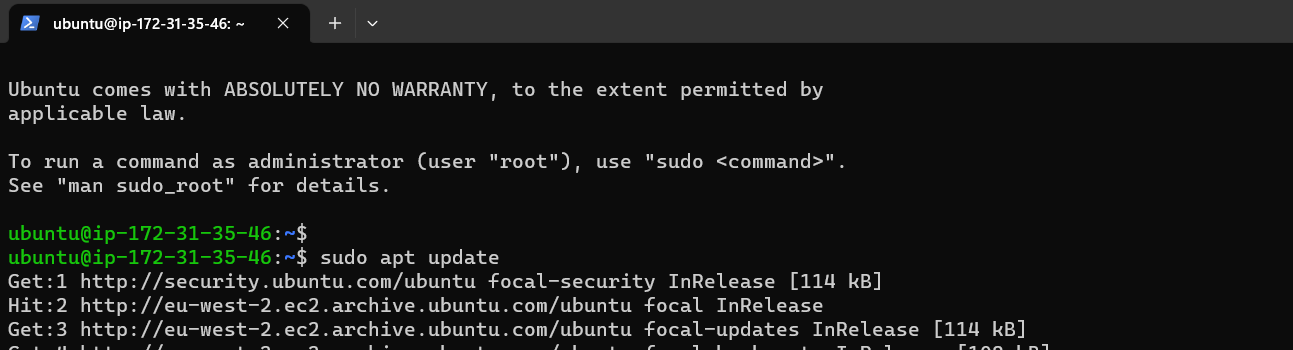 ubuntu@ip-172-31-35-46: ~
Ubuntu comes with ABSOLUTELY NO WARRANTY, to the extent permitted by
applicable law.
To run a command as administrator (user "root"), use "sudo <command>".
See "man sudo_root" for details.
ubuntu@ip-172-31-35-46:~$
ubuntu@ip-172-31-35-46:~$ sudo apt update
Get:1 http://security.ubuntu.com/ubuntu focal-security InRelease [114 kB]
Hit:2 http://eu-west-2.ec2.archive.ubuntu.com/ubuntu focal InRelease
Get:3 http://eu-west-2.ec2.archive.ubuntu.com/ubuntu focal-updates InRelease [114 kB]